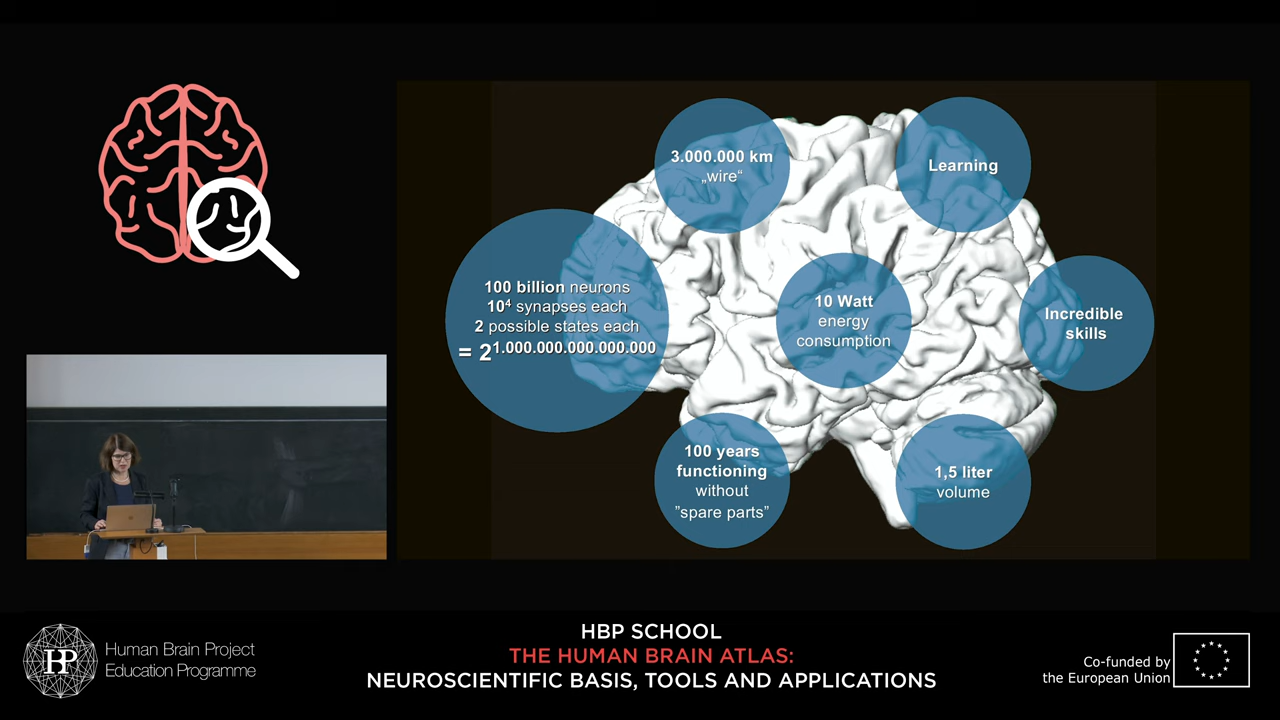 3.000.000 km
„wire“
Learning
100 billion neurons
10⁴ synapses each
2 possible states each
= 2¹·⁰⁰⁰·⁰⁰⁰·⁰⁰⁰·⁰⁰⁰·⁰⁰⁰
10 Watt
energy
consumption
Incredible
skills
100 years
functioning
without
”spare parts”
1,5 liter
volume
HBP
Human Brain Project
Education Programme
HBP SCHOOL
THE HUMAN BRAIN ATLAS:
NEUROSCIENTIFIC BASIS, TOOLS AND APPLICATIONS
Co-funded by
the European Union